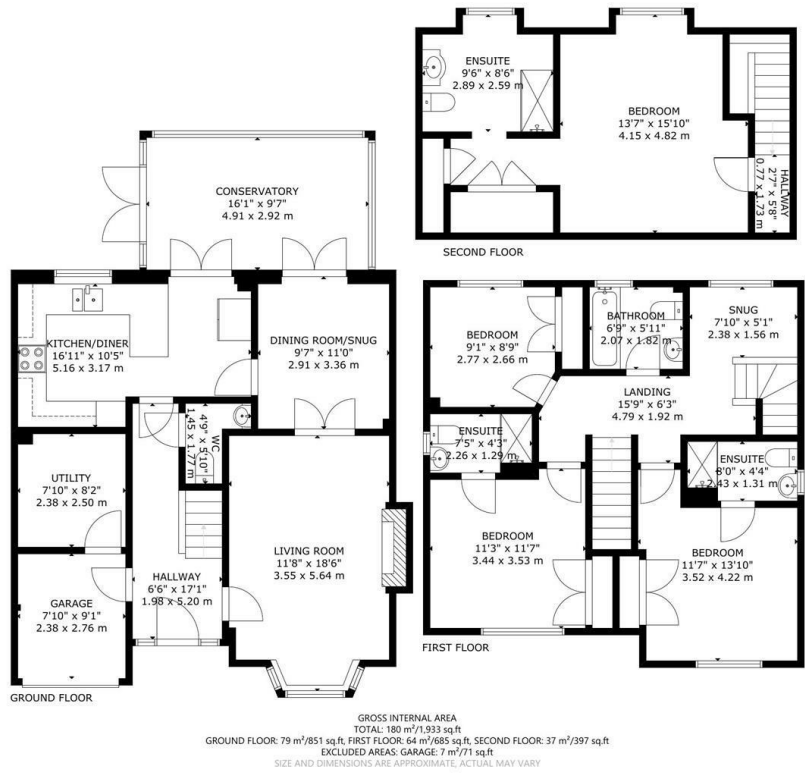 ENSUITE
9'6" x 8'6"
2.89 x 2.59 m
BEDROOM
13'7" x 15'10"
4.15 x 4.82 m
HALLWAY
2'7" x 5'8"
0.77 x 1.73 m
SECOND FLOOR
CONSERVATORY
16'1" x 9'7"
4.91 x 2.92 m
KITCHEN/DINER
16'11" x 10'5"
5.16 x 3.17 m
DINING ROOM/SNUG
9'7" x 11'0"
2.91 x 3.36 m
WC
4'9" x 5'10"
1.45 x 1.77 m
UTILITY
7'10" x 8'2"
2.38 x 2.50 m
LIVING ROOM
11'8" x 18'6"
3.55 x 5.64 m
HALLWAY
6'6" x 17'1"
1.98 x 5.20 m
GARAGE
7'10" x 9'1"
2.38 x 2.76 m
GROUND FLOOR
BEDROOM
9'1" x 8'9"
2.77 x 2.66 m
BATHROOM
6'9" x 5'11"
2.07 x 1.82 m
SNUG
7'10" x 5'1"
2.38 x 1.56 m
LANDING
15'9" x 6'3"
4.79 x 1.92 m
ENSUITE
7'5" x 4'3"
2.26 x 1.29 m
ENSUITE
8'0" x 4'4"
2.43 x 1.31 m
BEDROOM
11'3" x 11'7"
3.44 x 3.53 m
BEDROOM
11'7" x 13'10"
3.52 x 4.22 m
FIRST FLOOR
GROSS INTERNAL AREA
TOTAL: 180 m²/1,933 sq.ft
GROUND FLOOR: 79 m²/851 sq.ft, FIRST FLOOR: 64 m²/685 sq.ft, SECOND FLOOR: 37 m²/397 sq.ft
EXCLUDED AREAS: GARAGE: 7 m²/71 sq.ft
SIZE AND DIMENSIONS ARE APPROXIMATE, ACTUAL MAY VARY